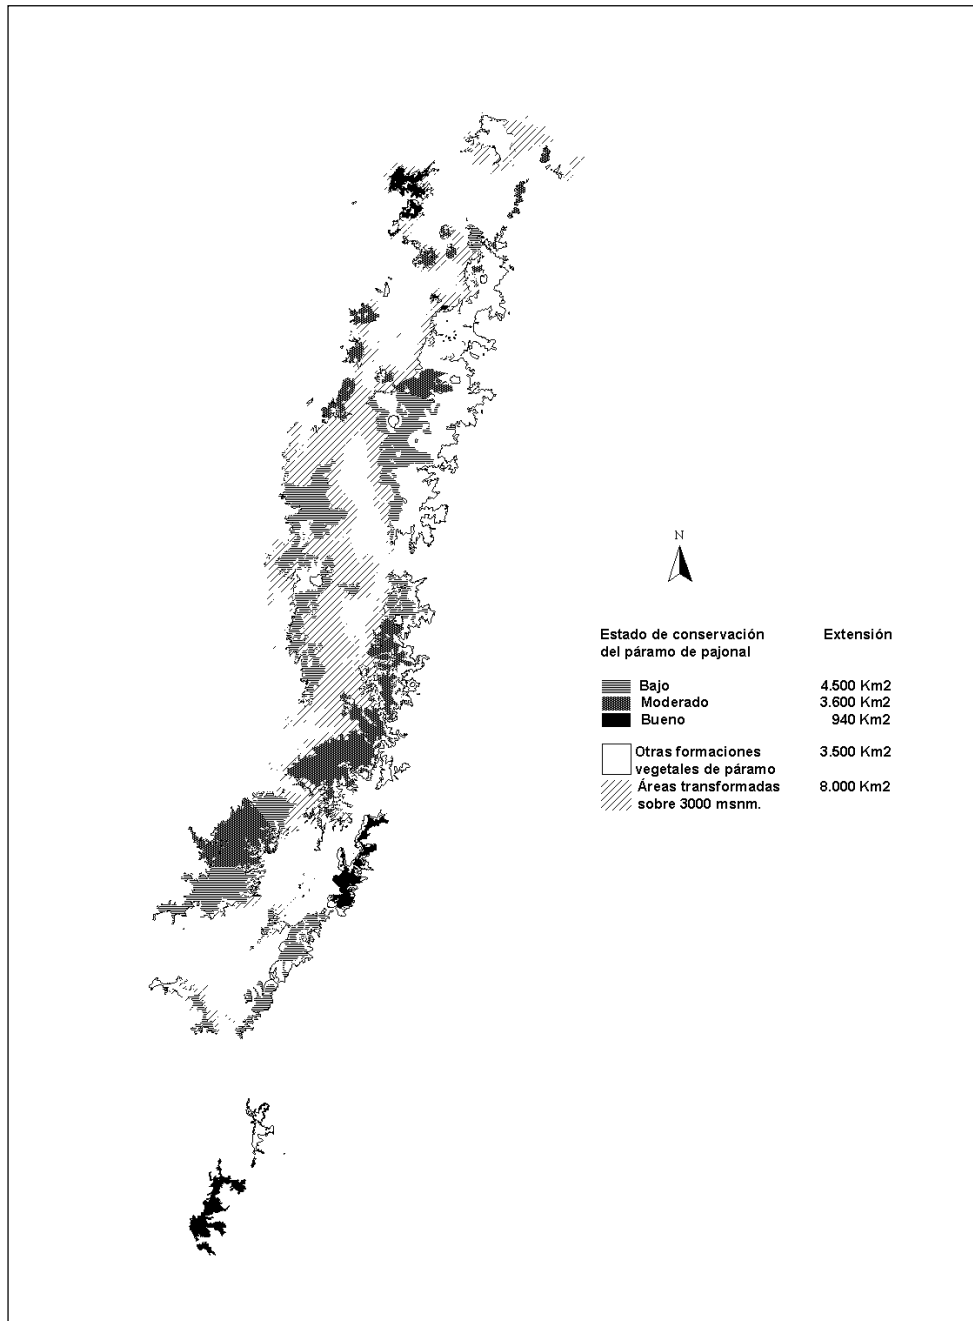 N
Estado de conservación Extensión
del páramo de pajonal
Bajo 4.500 Km2
Moderado 3.600 Km2
Bueno 940 Km2
Otras formaciones 3.500 Km2
vegetales de páramo
Áreas transformadas 8.000 Km2
sobre 3000 msnm.